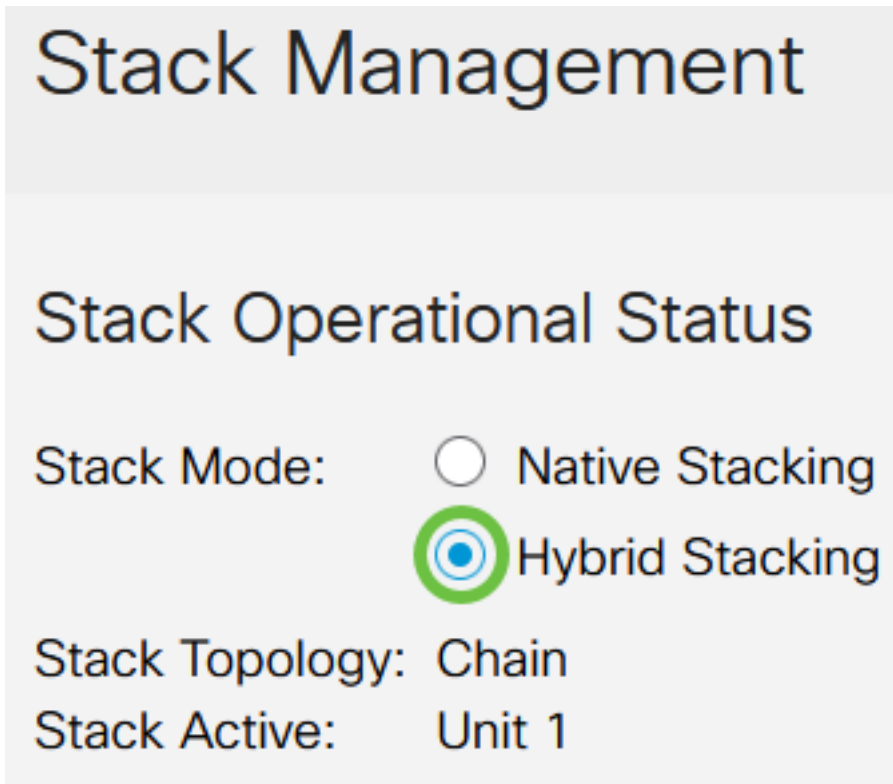 Stack Management
Stack Operational Status
Stack Mode: Native Stacking
Hybrid Stacking
Stack Topology: Chain
Stack Active: Unit 1